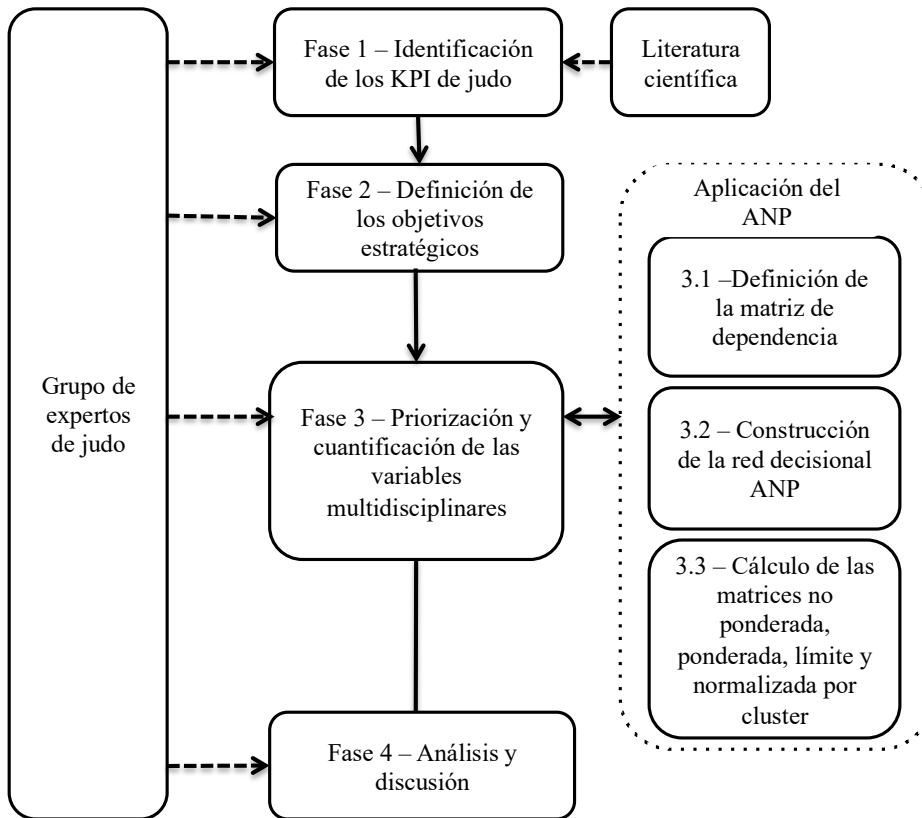 Grupo de
expertos
de judo
Fase 1 – Identificación
de los KPI de judo
Literatura
científica
Fase 2 – Definición de
los objetivos
estratégicos
Fase 3 – Priorización y
cuantificación de las
variables
multidisciplinares
Fase 4 – Análisis y
discusión
Aplicación del
ANP
3.1 –Definición de
la matriz de
dependencia
3.2 – Construcción
de la red decisional
ANP
3.3 – Cálculo de las
matrices no
ponderada,
ponderada, límite y
normalizada por
cluster